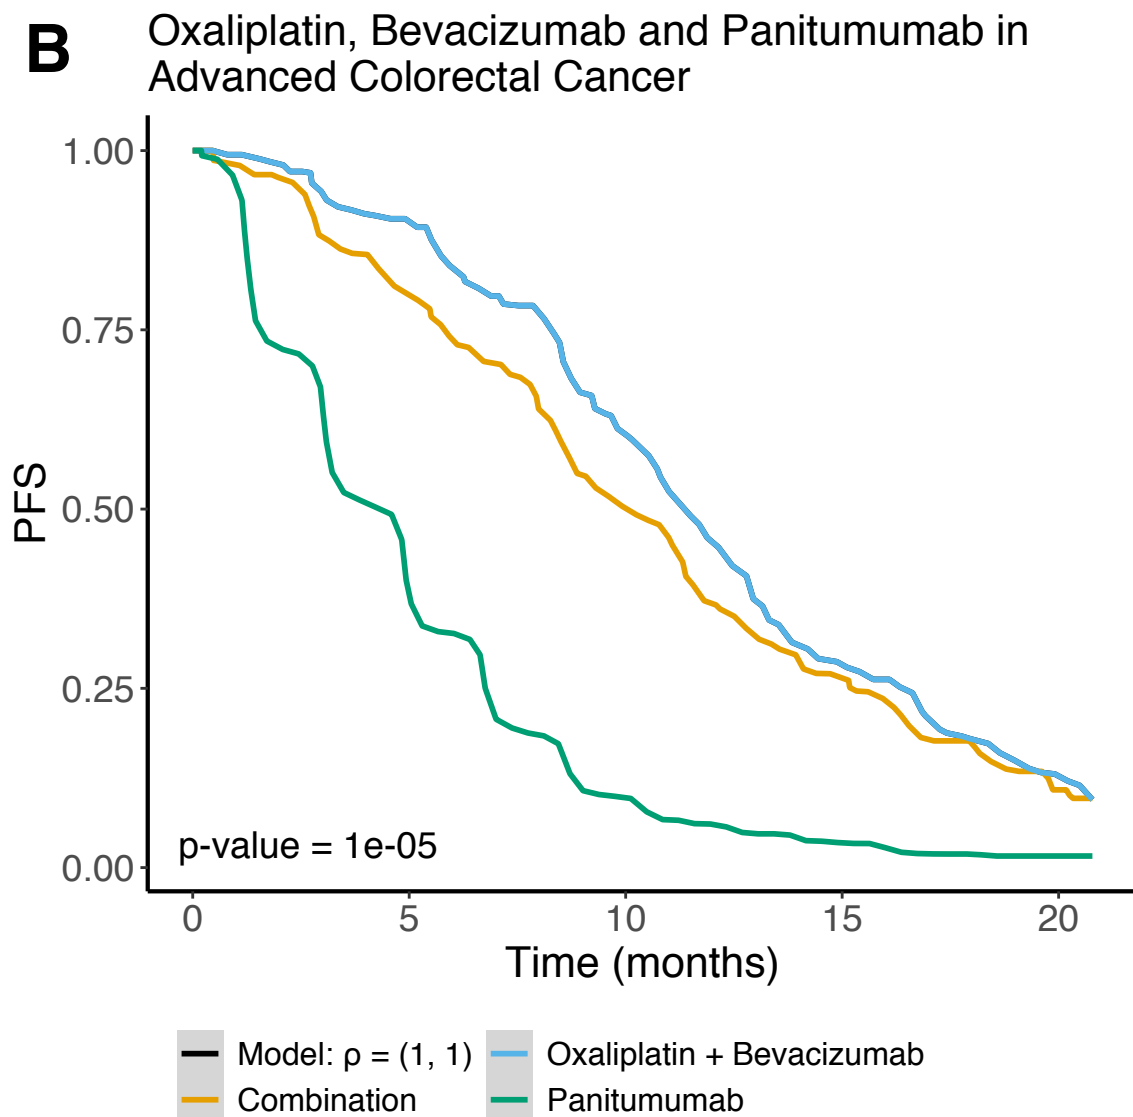 B
Oxaliplatin, Bevacizumab and Panitumumab in
Advanced Colorectal Cancer
1.00
0.75
0.50
0.25
0.00
PFS
p-value = 1e-05
0 5 10 15 20
Time (months)
Model: ρ = (1, 1) Oxaliplatin + Bevacizumab
Combination Panitumumab